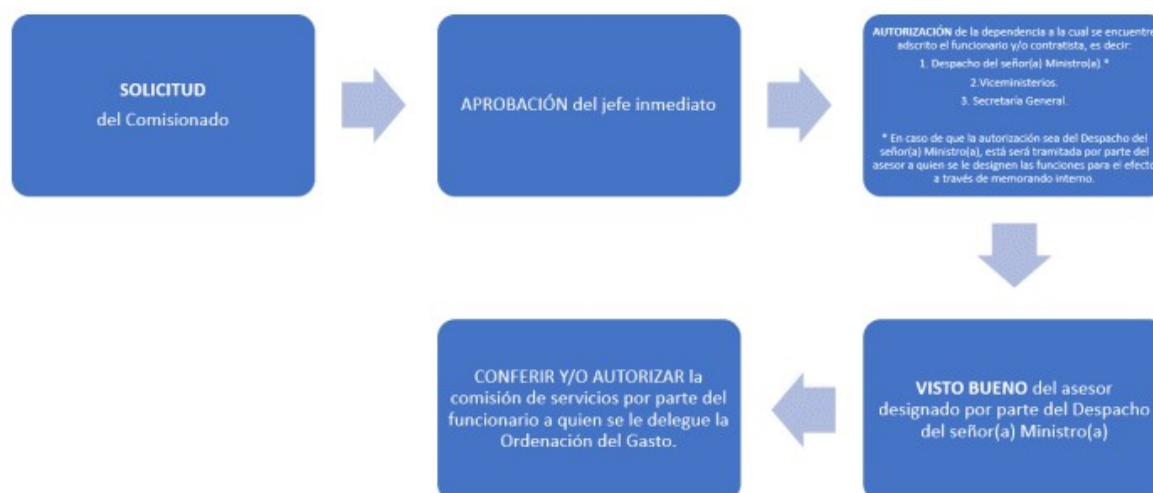 SOLICITUD
del Comisionado
APROBACIÓN del jefe inmediato
AUTORIZACIÓN de la dependencia a la cual se encuentre
adscrito el funcionario y/o contratista, es decir:
1. Despacho del señor(a) Ministro(a).*
2.Viceministerios.
3. Secretaría General.
* En caso de que la autorización sea del Despacho del
señor(a) Ministro(a), está será tramitada por parte del
asesor a quien se le designen las funciones para el efecto
a través de memorando interno.
VISTO BUENO del asesor
designado por parte del Despacho
del señor(a) Ministro(a)
CONFERIR Y/O AUTORIZAR la
comisión de servicios por parte del
funcionario a quien se le delegue la
Ordenación del Gasto.